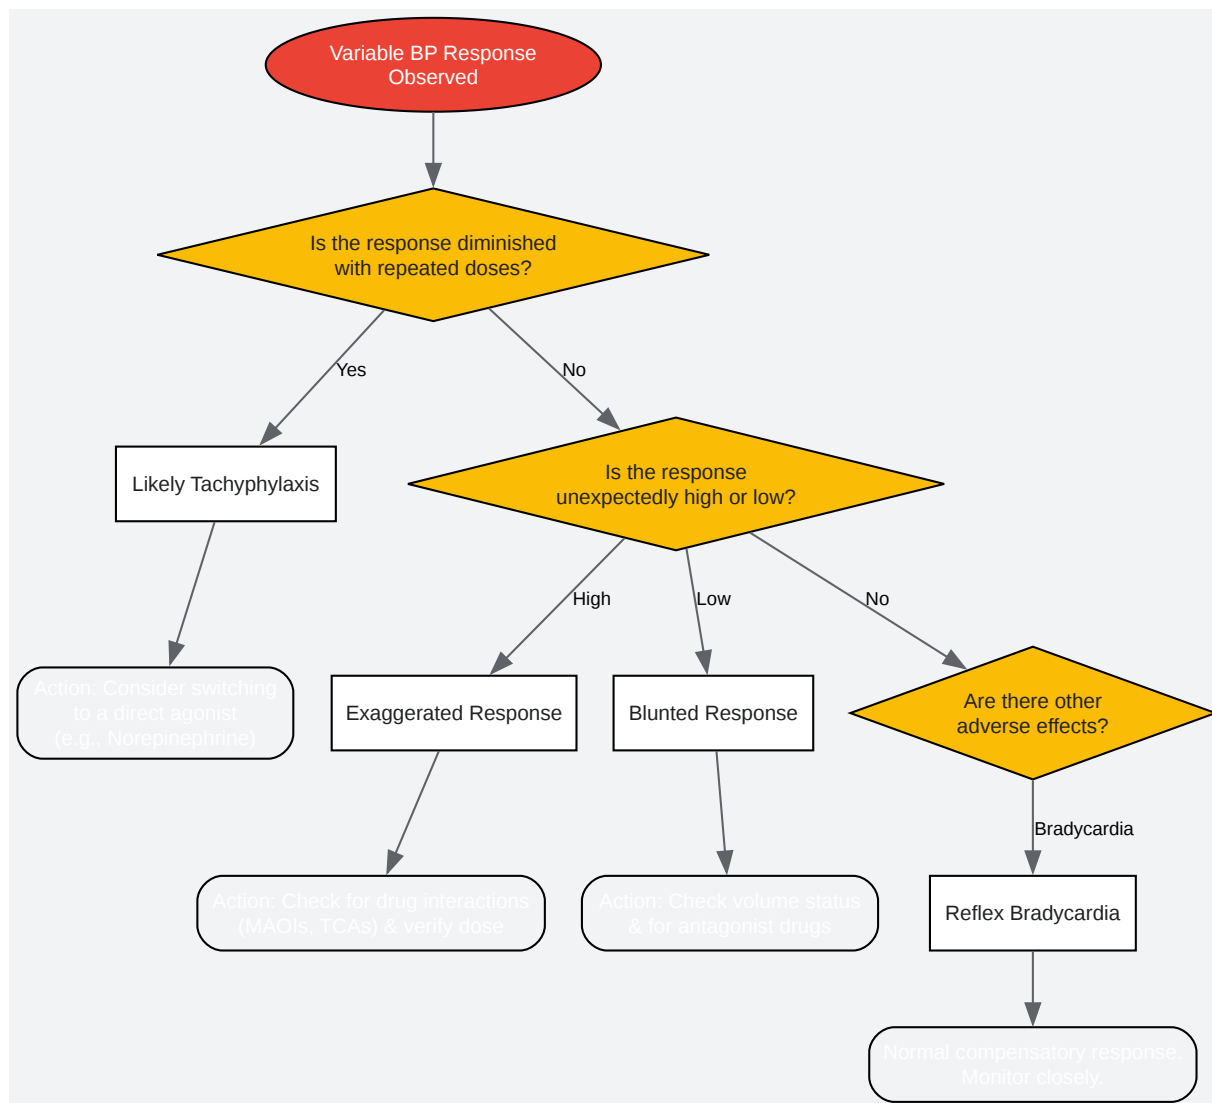 Variable BP Response
Observed
Is the response diminished
with repeated doses?
Yes
No
Likely Tachyphylaxis
Is the response
unexpectedly high or low?
High
Low
No
Action: Consider switching
to a direct agonist
(e.g., Norepinephrine)
Exaggerated Response
Blunted Response
Are there other
adverse effects?
Bradycardia
Action: Check for drug interactions
(MAOIs, TCAs) & verify dose
Action: Check volume status
& for antagonist drugs
Reflex Bradycardia
Normal compensatory response.
Monitor closely.